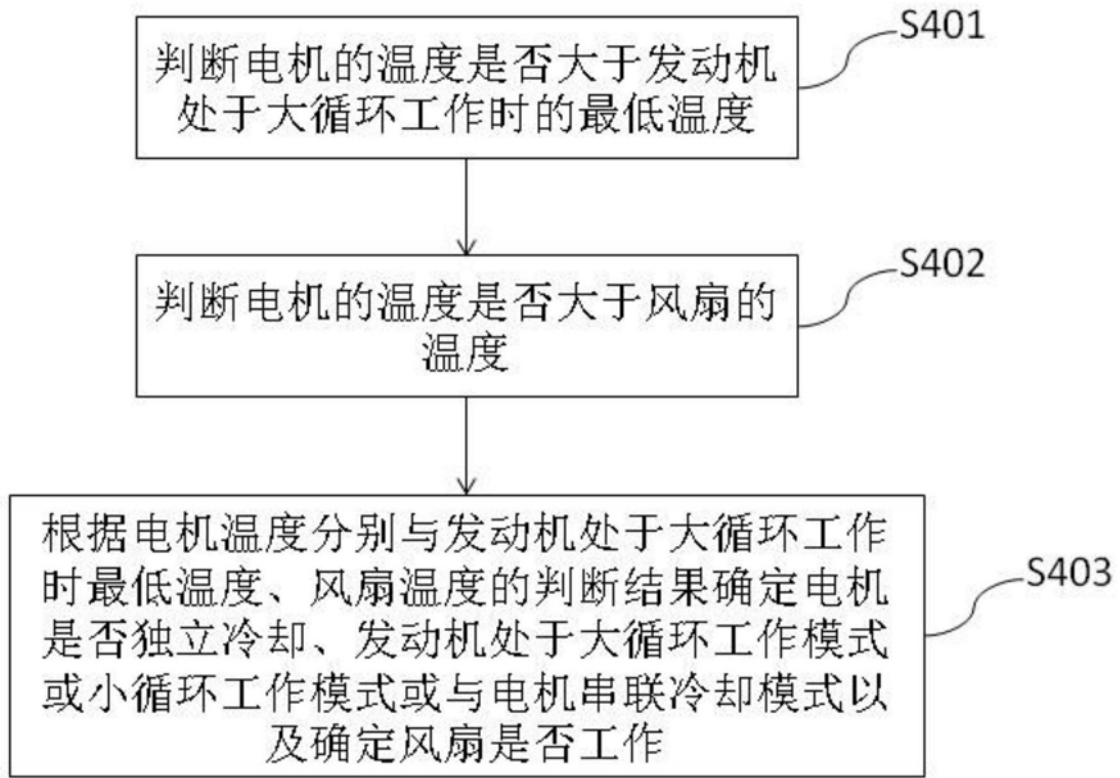 判断电机的温度是否大于发动机
处于大循环工作时的最低温度
S401
判断电机的温度是否大于风扇的
温度
S402
根据电机温度分别与发动机处于大循环工作
时最低温度、风扇温度的判断结果确定电机
是否独立冷却、发动机处于大循环工作模式
或小循环工作模式或与电机串联冷却模式以
及确定风扇是否工作
S403